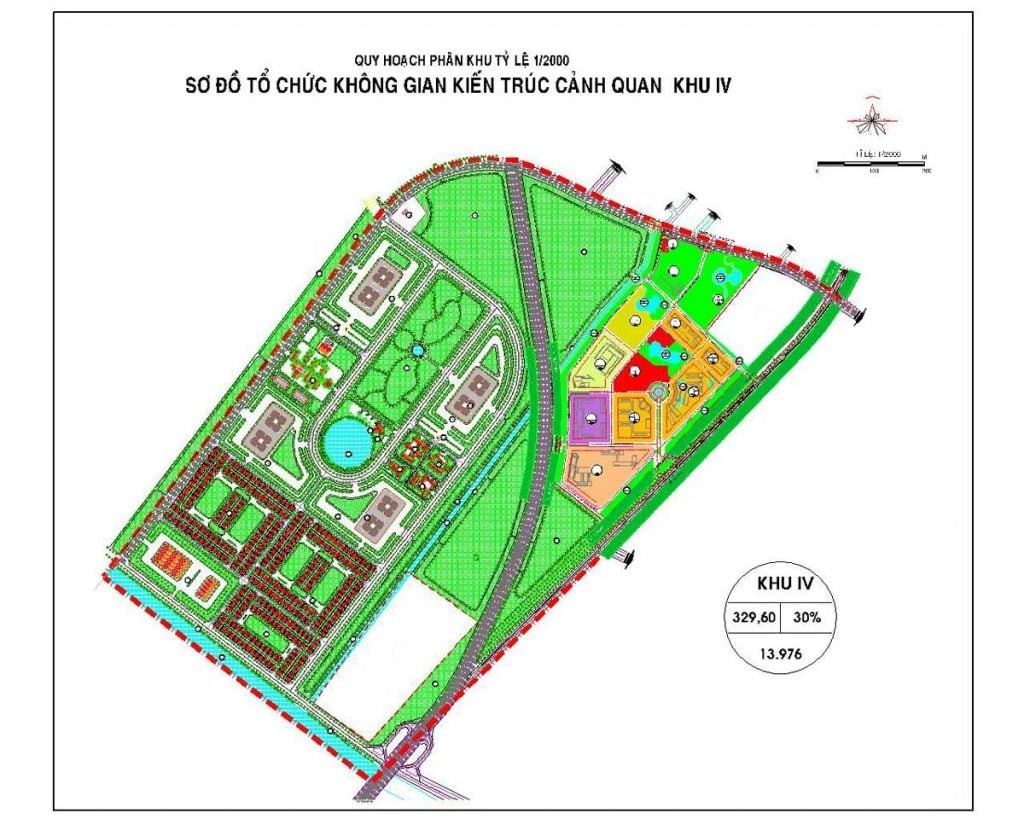 QUY HOẠCH PHÂN KHU TỶ LỆ 1/2000
SƠ ĐỒ TỔ CHỨC KHÔNG GIAN KIẾN TRÚC CẢNH QUAN KHU IV
TỈ LỆ: 1/2000
M
0 100 200
KHU IV
329,60 30%
13.976